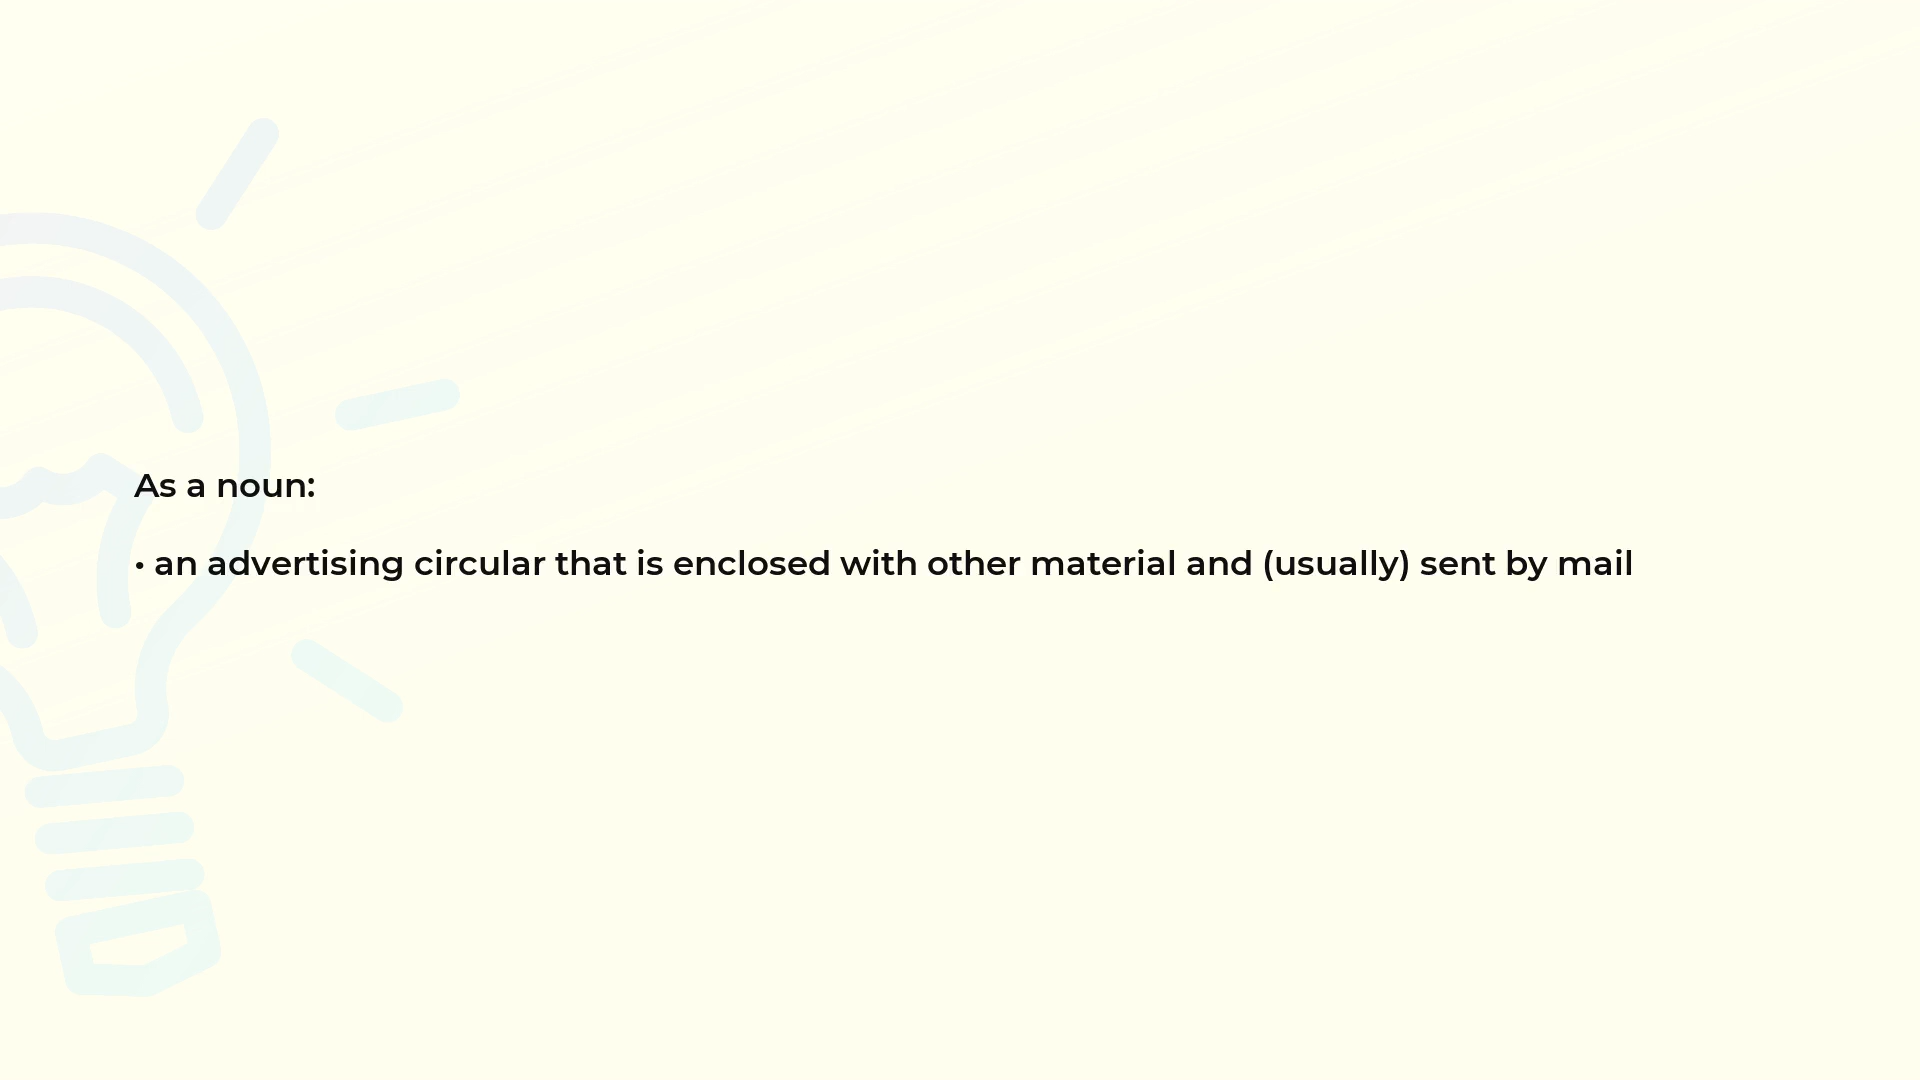 As a noun:
• an advertising circular that is enclosed with other material and (usually) sent by mail